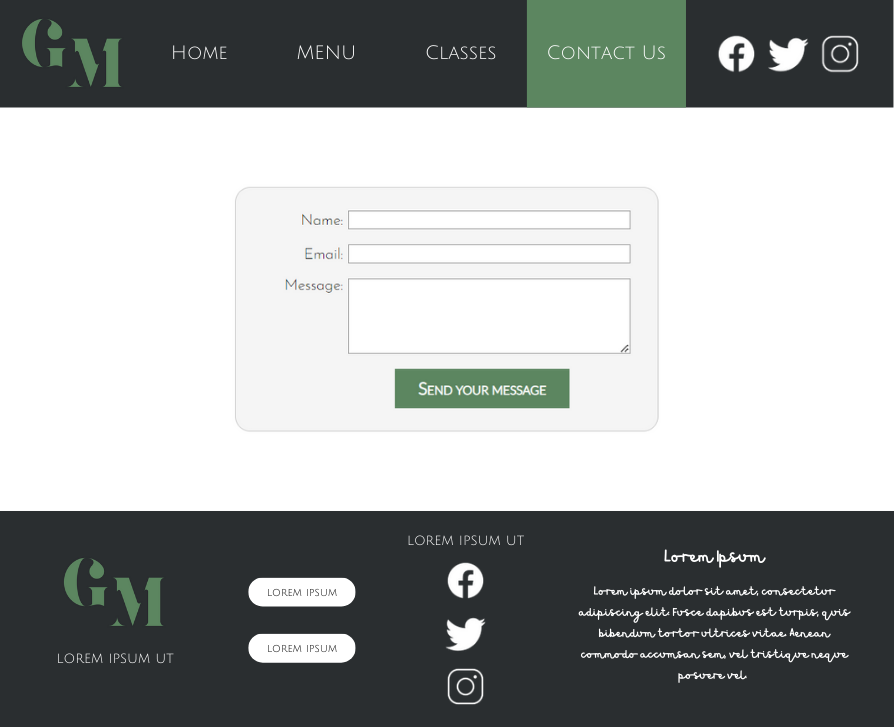 GM
Home MENU Classes Contact Us
Name:
Email:
Message:
Send your message
GM
LOREM IPSUM UT
LOREM IPSUM
LOREM IPSUM
LOREM IPSUM UT
Lorem Ipsum
Lorem ipsum dolor sit amet, consectetur
adipiscing elit. Fusce dapibus est turpis, quis
bibendum tortor ultrices vitae. Aenean
commodo accumsan sem, vel tristique neque
posuere vel.